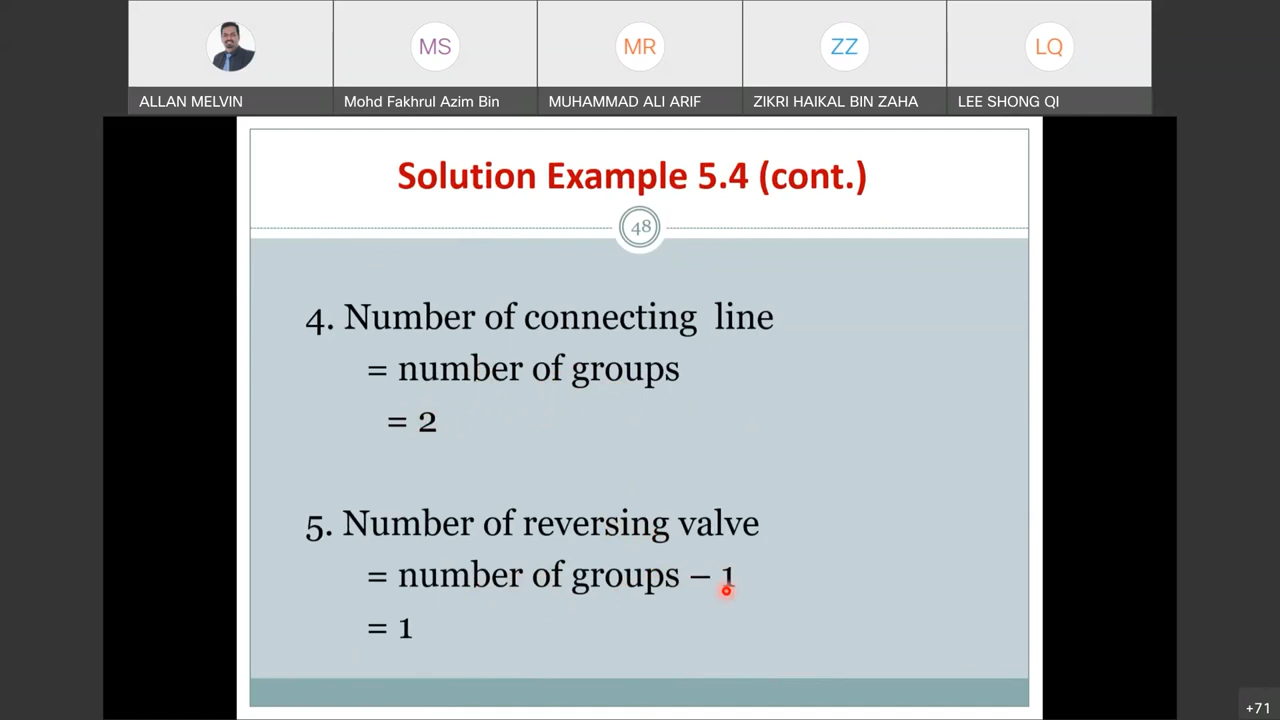 MS
MR
ZZ
LQ
ALLAN MELVIN
Mohd Fakhrul Azim Bin
MUHAMMAD ALI ARIF
ZIKRI HAIKAL BIN ZAHA
LEE SHONG QI
Solution Example 5.4 (cont.)
48
4. Number of connecting line
= number of groups
= 2
5. Number of reversing valve
= number of groups – 1
= 1
+71